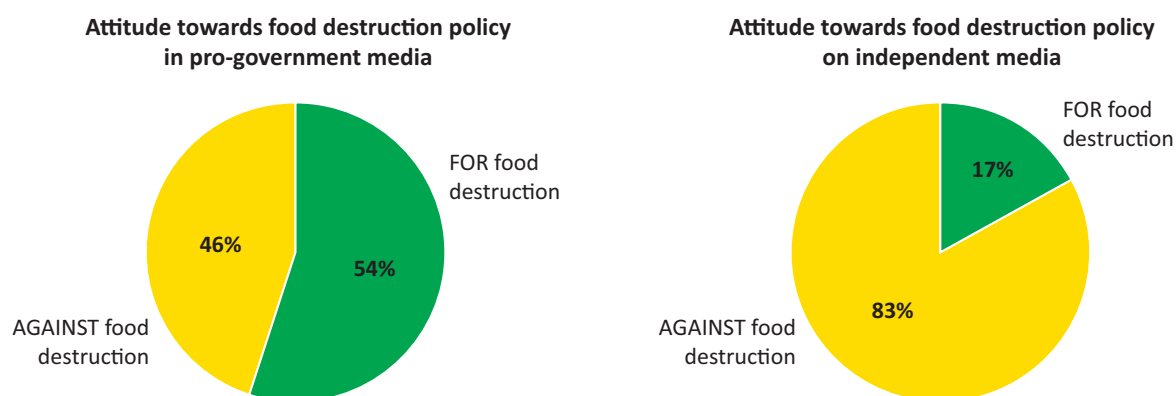 Attitude towards food destruction policy
in pro-government media
FOR food
destruction
46%
54%
AGAINST food
destruction
Attitude towards food destruction policy
on independent media
FOR food
destruction
17%
83%
AGAINST food
destruction